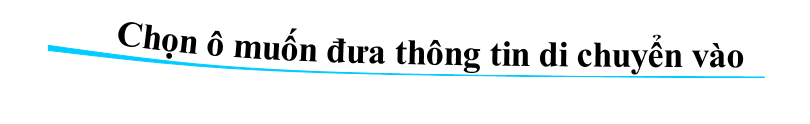 Chọn ô muốn đưa thông tin di chuyển vào